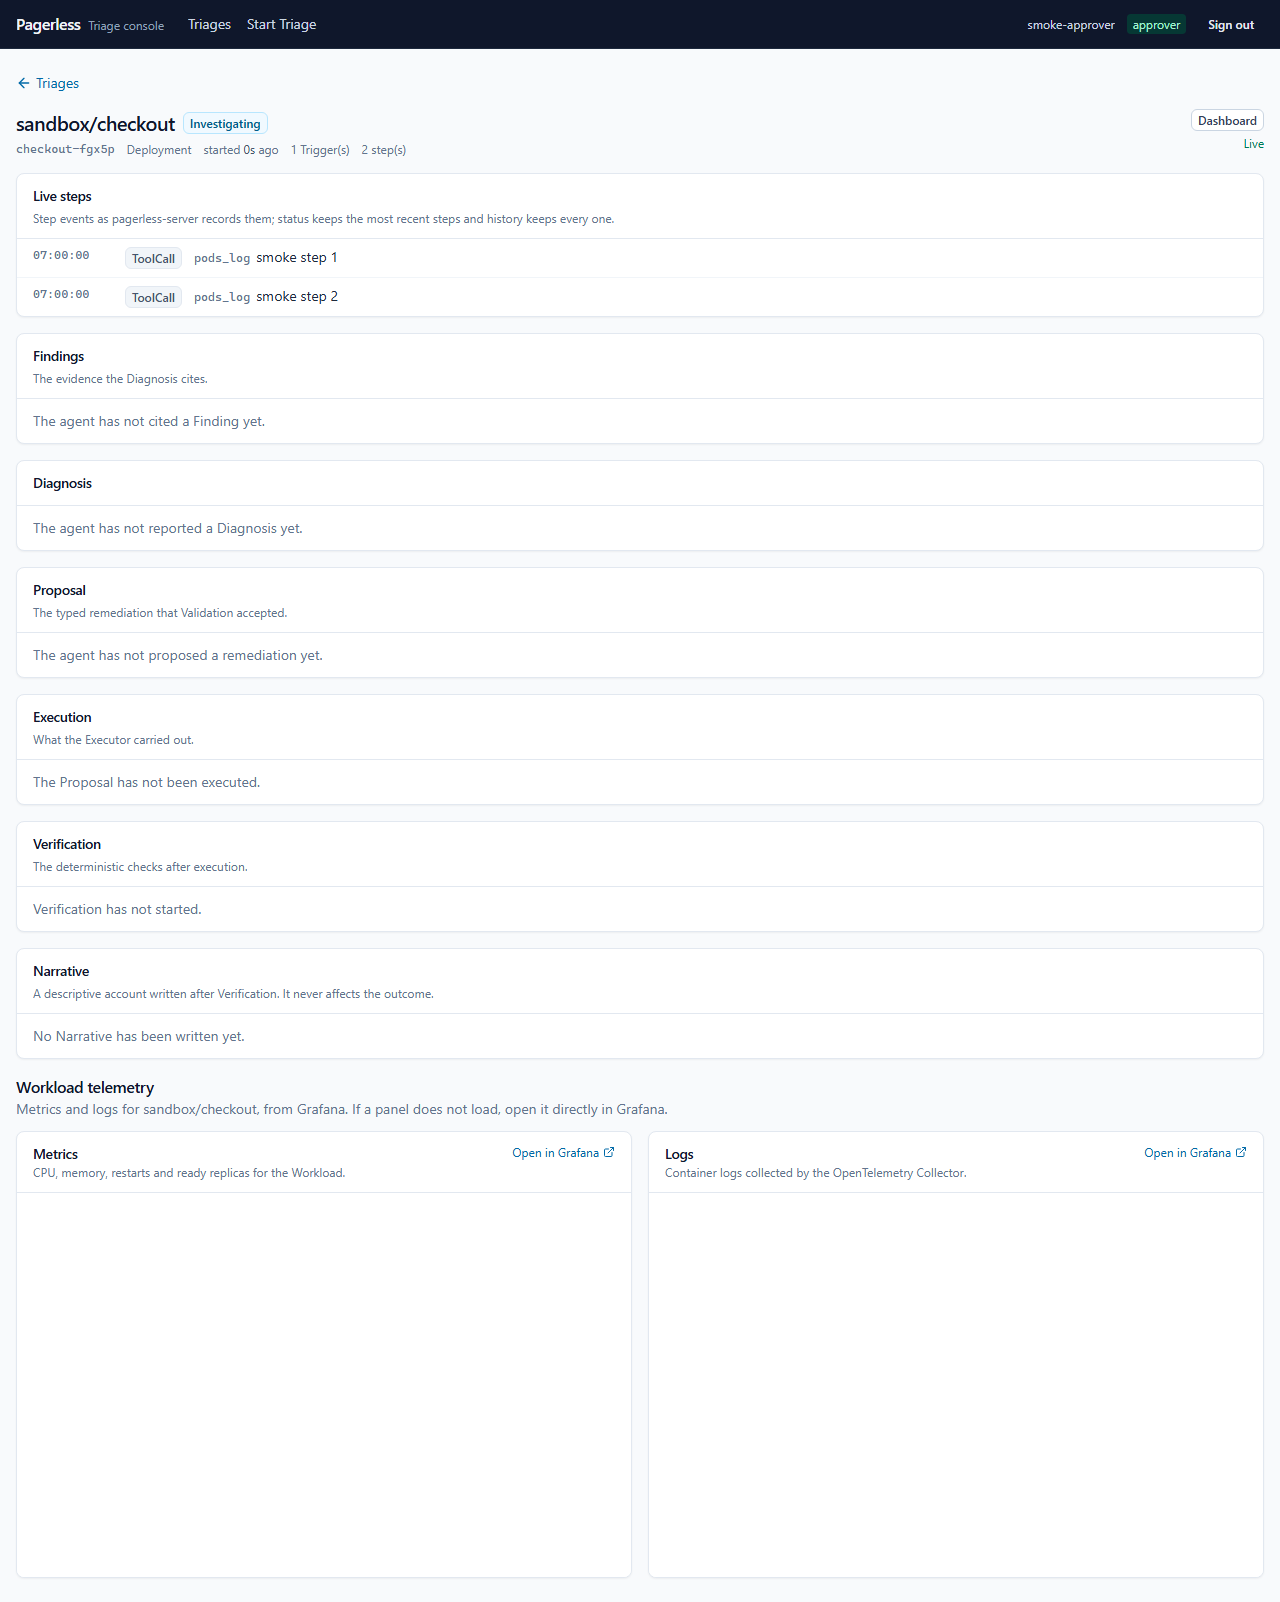 Pagerless Triage console Triages Start Triage smoke-approver approver Sign out
← Triages
sandbox/checkout Investigating Dashboard
checkout-fgx5p Deployment started 0s ago 1 Trigger(s) 2 step(s) Live
Live steps
Step events as pagerless-server records them; status keeps the most recent steps and history keeps every one.
07:00:00 ToolCall pods_log smoke step 1
07:00:00 ToolCall pods_log smoke step 2
Findings
The evidence the Diagnosis cites.
The agent has not cited a Finding yet.
Diagnosis
The agent has not reported a Diagnosis yet.
Proposal
The typed remediation that Validation accepted.
The agent has not proposed a remediation yet.
Execution
What the Executor carried out.
The Proposal has not been executed.
Verification
The deterministic checks after execution.
Verification has not started.
Narrative
A descriptive account written after Verification. It never affects the outcome.
No Narrative has been written yet.
Workload telemetry
Metrics and logs for sandbox/checkout, from Grafana. If a panel does not load, open it directly in Grafana.
Metrics Open in Grafana
CPU, memory, restarts and ready replicas for the Workload.
Logs Open in Grafana
Container logs collected by the OpenTelemetry Collector.